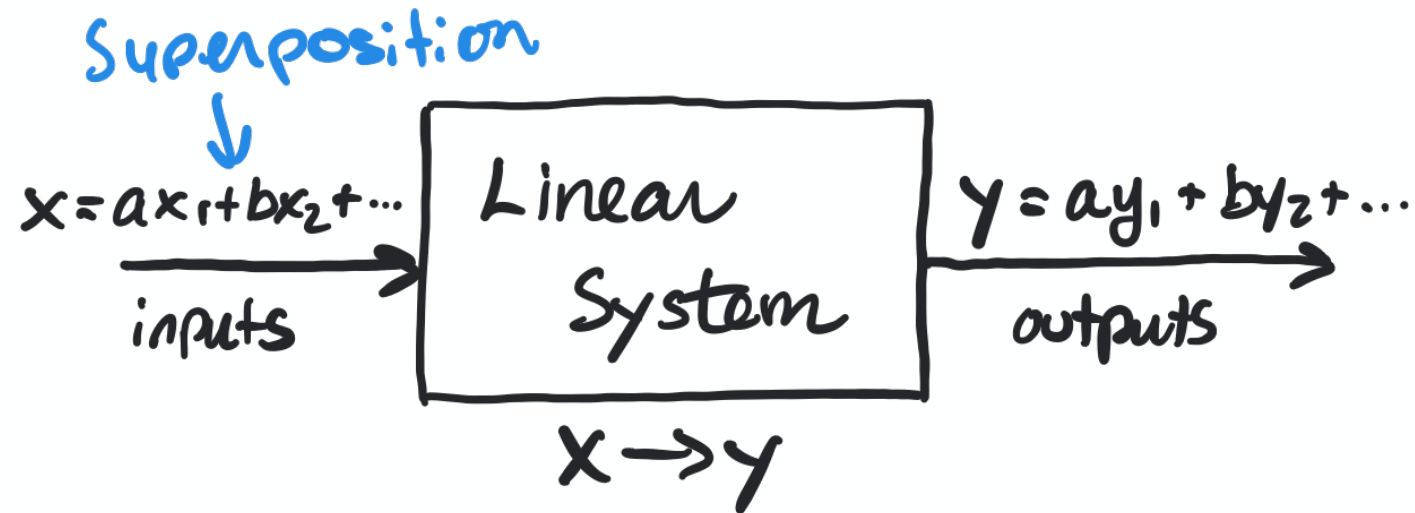 Superposition
x = ax₁ + bx₂ + ...
inputs
Linear
System
y = ay₁ + by₂ + ...
outputs
x → y